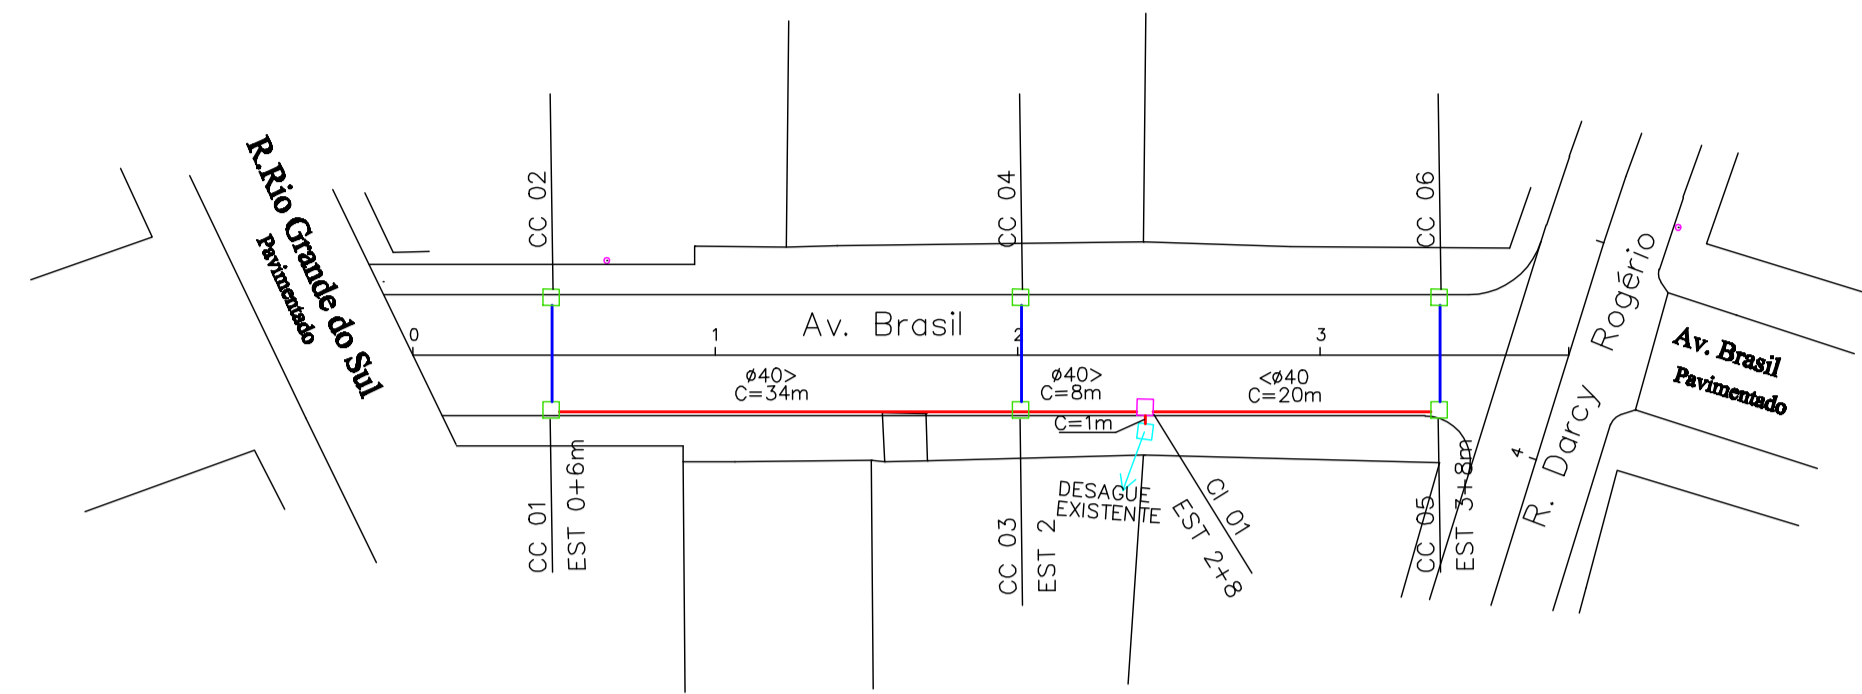 R.Rio Grande do Sul
Pavimentado
CC 02
CC 04
CC 06
Av. Brasil
0
1
2
3
4
R. Darcy Rogério
Av. Brasil
Pavimentado
ø40>
C=34m
ø40>
C=8m
<ø40
C=20m
C=1m
DESAGUE
EXISTENTE
CI 01
EST 2+8
CC 01
EST 0+6m
CC 03
EST 2
CC 05
EST 3+8m